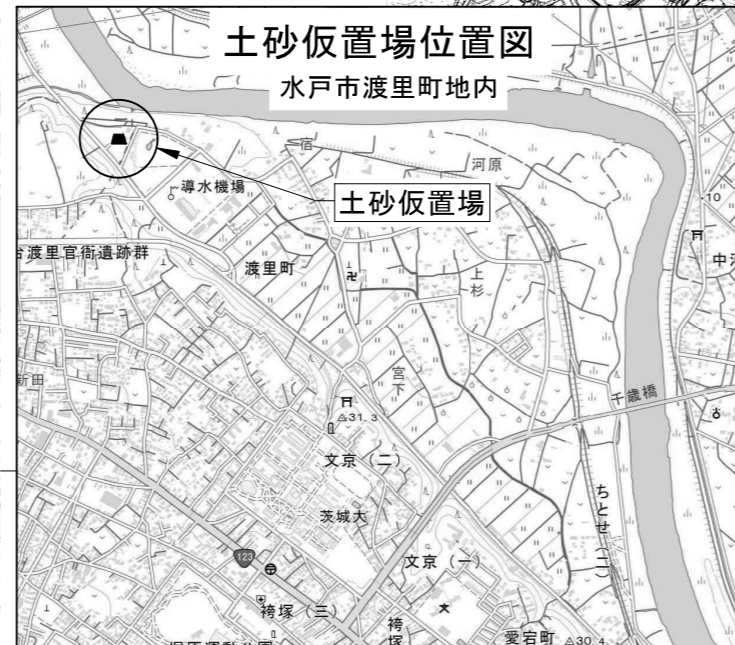 土砂仮置場位置図
水戸市渡里町地内
宿
河原
導水機場
土砂仮置場
10
台渡里官衙遺跡群
渡里町
上杉
新田
宮下
千歳橋
31.3
文京（二）
茨城大
ちとせ（二）
123
文京（一）
袴塚（三）
袴塚
愛宕町
30.4